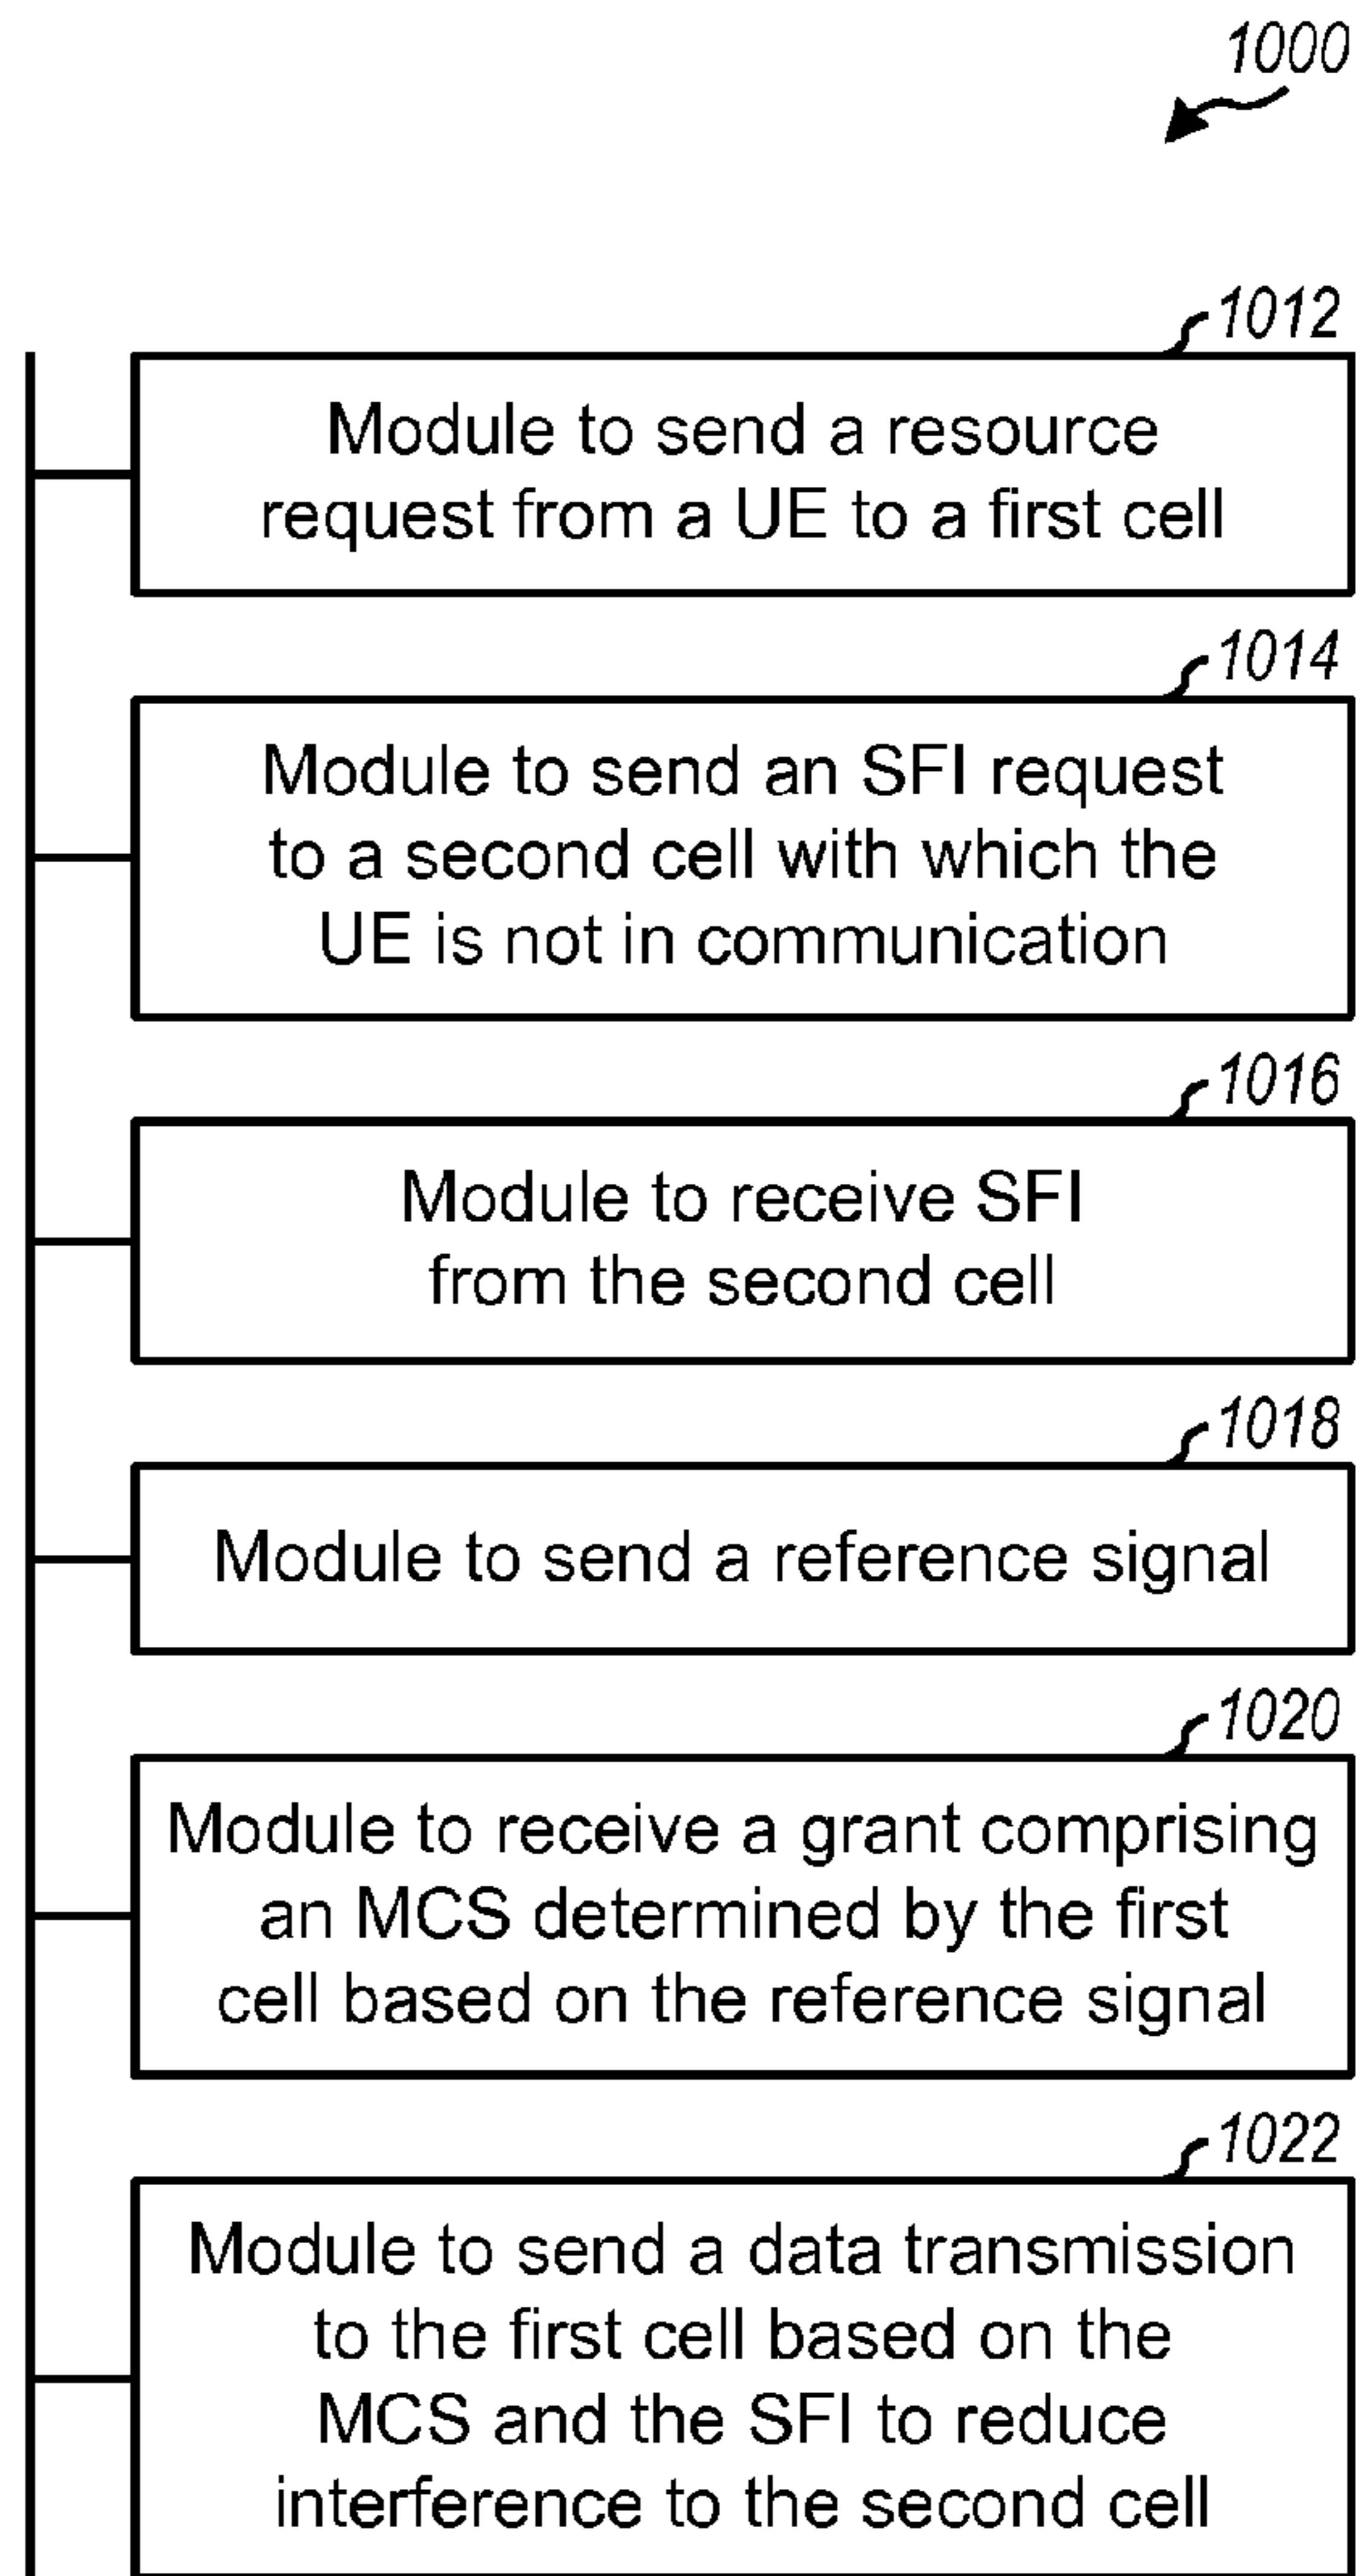 1000
1012
Module to send a resource
request from a UE to a first cell
1014
Module to send an SFI request
to a second cell with which the
UE is not in communication
1016
Module to receive SFI
from the second cell
1018
Module to send a reference signal
1020
Module to receive a grant comprising
an MCS determined by the first
cell based on the reference signal
1022
Module to send a data transmission
to the first cell based on the
MCS and the SFI to reduce
interference to the second cell